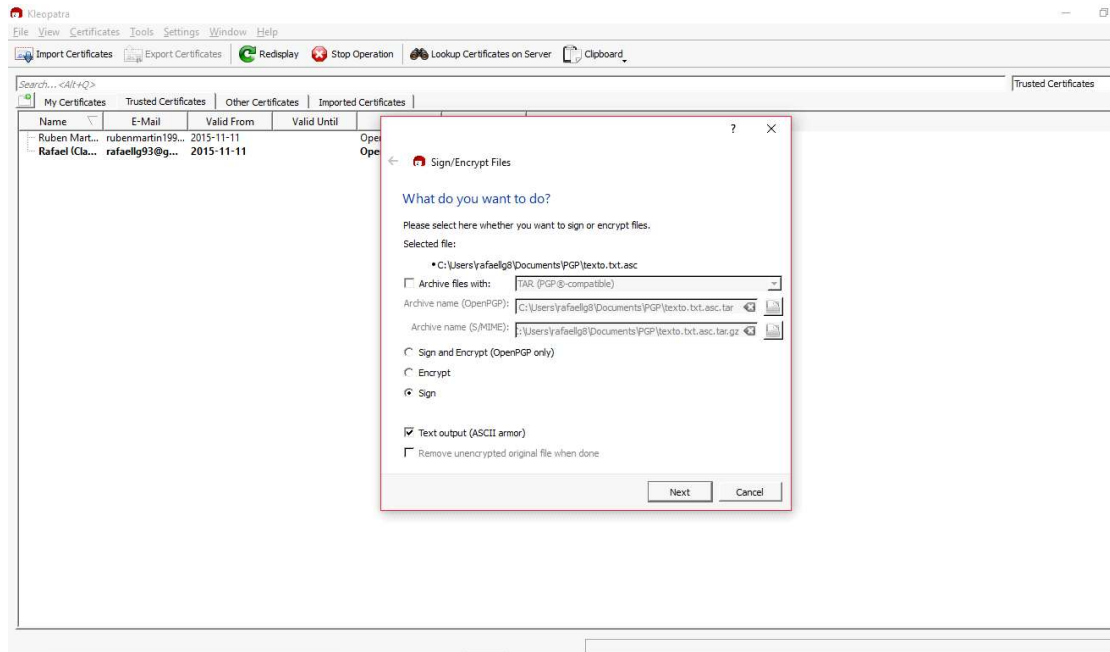 Kleopatra
File View Certificates Tools Settings Window Help
Import Certificates Export Certificates Redisplay Stop Operation Lookup Certificates on Server Clipboard
Search... <Alt+Q> Trusted Certificates
My Certificates Trusted Certificates Other Certificates Imported Certificates
Name E-Mail Valid From Valid Until
Ruben Mart... rubenmartin199... 2015-11-11 Ope
Rafael (Cla... rafaellg93@g... 2015-11-11 Ope
Sign/Encrypt Files
What do you want to do?
Please select here whether you want to sign or encrypt files.
Selected file:
• C:\Users\rafaellg8\Documents\PGP\texto.txt.asc
Archive files with: TAR (PGP®-compatible)
Archive name (OpenPGP): C:\Users\rafaellg8\Documents\PGP\texto.txt.asc.tar
Archive name (S/MIME): :\Users\rafaellg8\Documents\PGP\texto.txt.asc.tar.gz
Sign and Encrypt (OpenPGP only)
Encrypt
Sign
Text output (ASCII armor)
Remove unencrypted original file when done
Next Cancel